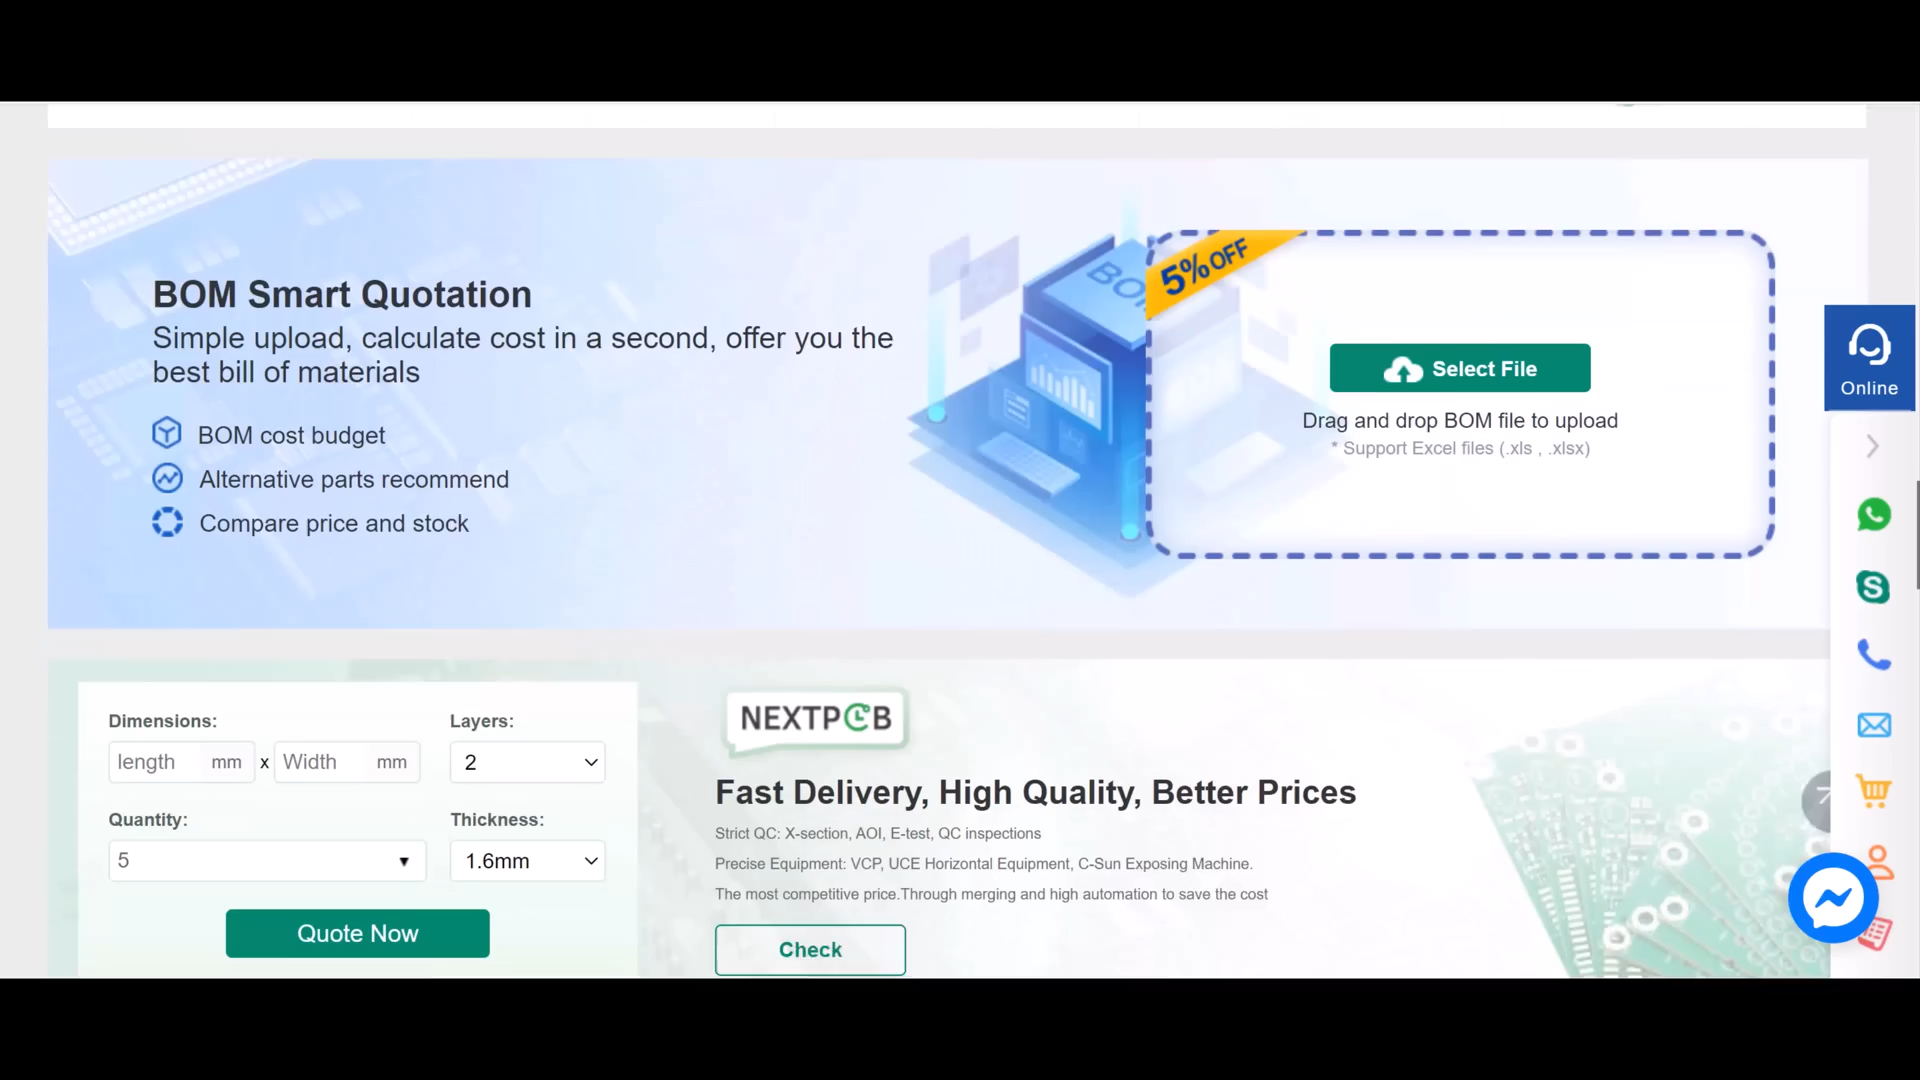 BOM Smart Quotation
Simple upload, calculate cost in a second, offer you the
best bill of materials
BOM cost budget
Alternative parts recommend
Compare price and stock
BOM
5% OFF
Select File
Drag and drop BOM file to upload
* Support Excel files (.xls , .xlsx)
Online
Dimensions:
length mm x Width mm
Layers:
2
Quantity:
5
Thickness:
1.6mm
Quote Now
NEXTPCB
Fast Delivery, High Quality, Better Prices
Strict QC: X-section, AOI, E-test, QC inspections
Precise Equipment: VCP, UCE Horizontal Equipment, C-Sun Exposing Machine.
The most competitive price.Through merging and high automation to save the cost
Check